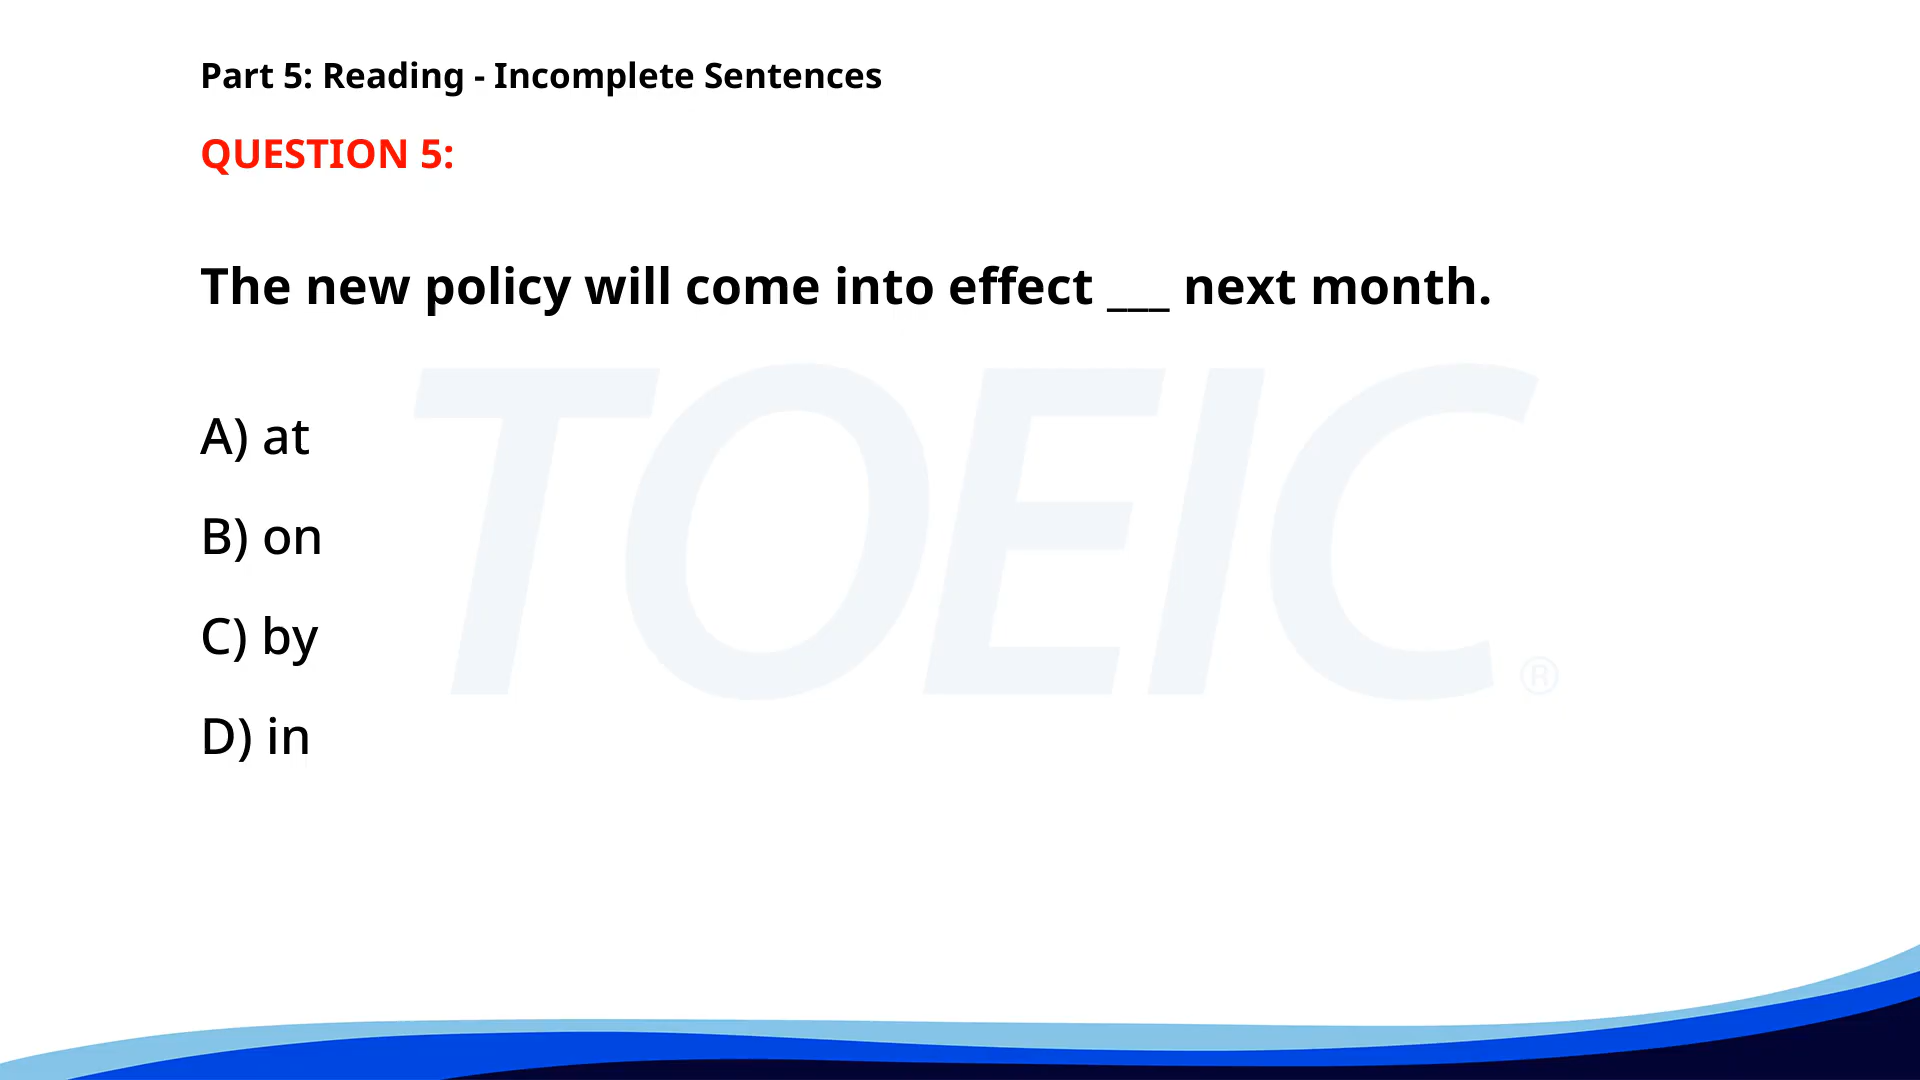 Part 5: Reading - Incomplete Sentences
QUESTION 5:
The new policy will come into effect ___ next month.
TOEIC®
A) at
B) on
C) by
D) in